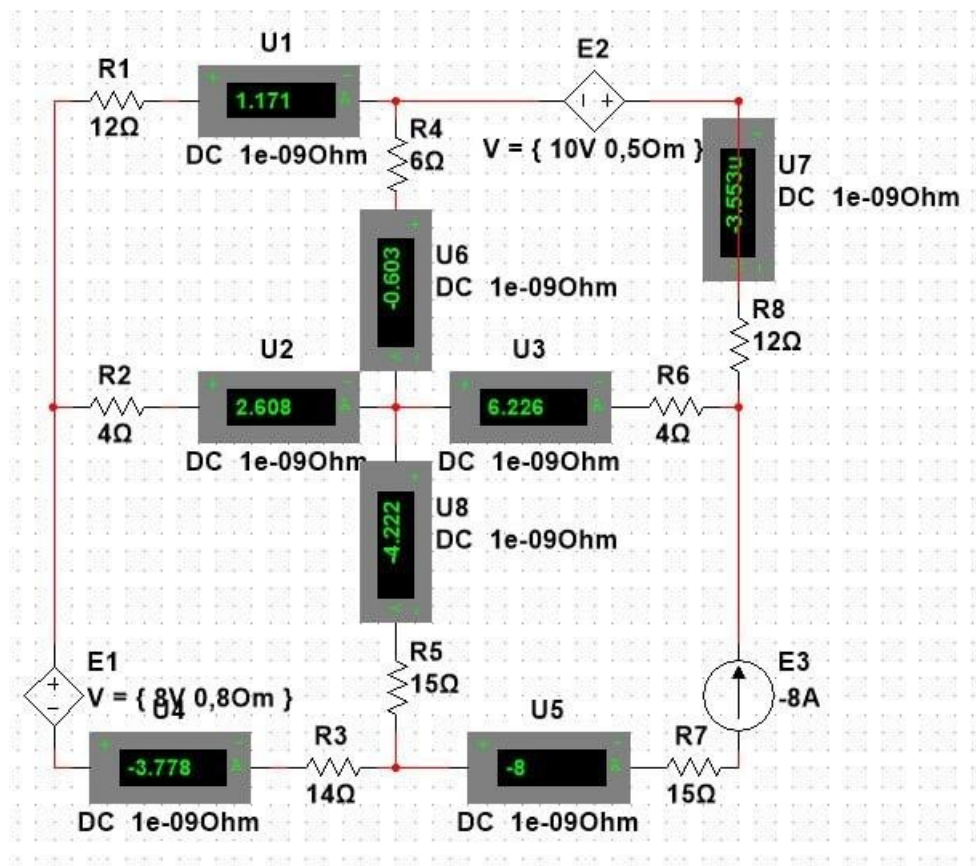 U1
E2
R1
1.171
12Ω
DC 1e-09Ohm
R4
6Ω
V = { 10V 0,5Om }
U7
-3.553u
DC 1e-09Ohm
U6
-0.603
DC 1e-09Ohm
R8
12Ω
U2
U3
R2
2.608
6.226
R6
4Ω
4Ω
DC 1e-09Ohm
DC 1e-09Ohm
U8
-4.222
DC 1e-09Ohm
E1
R5
E3
V = { 8V 0,8Om }
15Ω
-8A
U4
U5
R3
R7
-3.778
-8
14Ω
15Ω
DC 1e-09Ohm
DC 1e-09Ohm